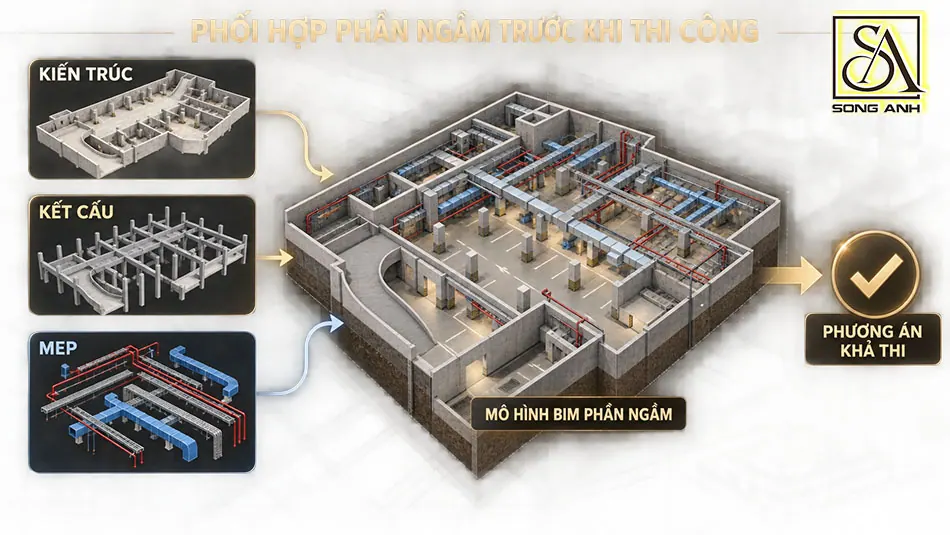 PHỐI HỢP PHẦN NGẦM TRƯỚC KHI THI CÔNG
SA
SONG ANH
KIẾN TRÚC
KẾT CẤU
MEP
MÔ HÌNH BIM PHẦN NGẦM
PHƯƠNG ÁN
KHẢ THI